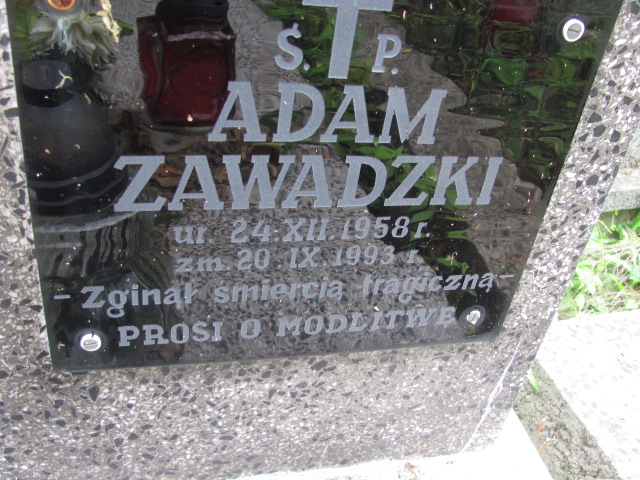 Ś. P.
ADAM
ZAWADZKI
ur 24.XII.1958 r.
zm. 20.IX.1993 r.
- Zginął śmiercią tragiczną -
PROSI O MODLITWĘ